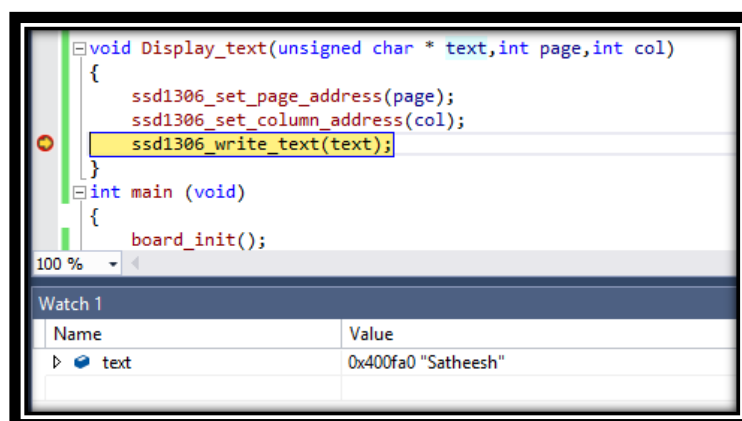 void Display_text(unsigned char * text,int page,int col)
{
ssd1306_set_page_address(page);
ssd1306_set_column_address(col);
ssd1306_write_text(text);
}
int main (void)
{
board_init();
100 %
Watch 1
Name Value
text 0x400fa0 "Satheesh"